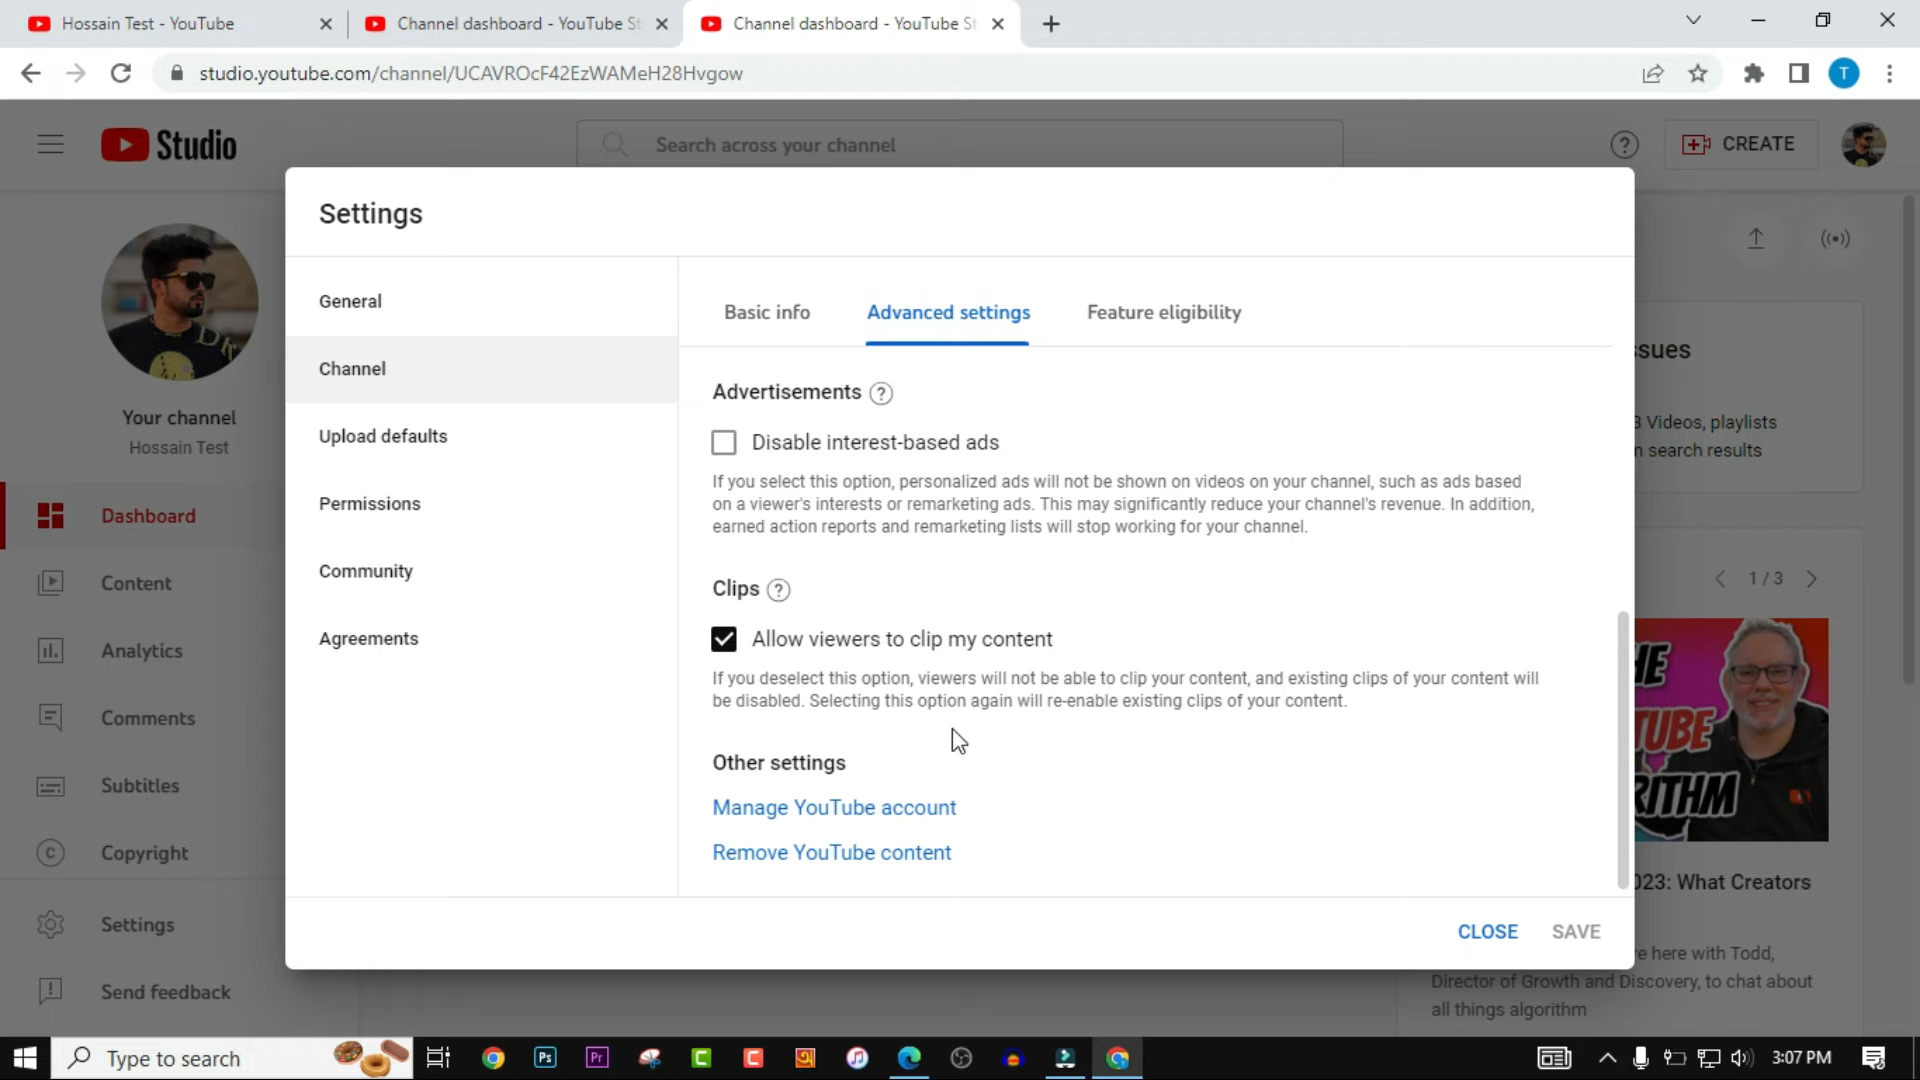 Hossain Test - YouTube
Channel dashboard - YouTube St
Channel dashboard - YouTube St
studio.youtube.com/channel/UCAVROcF42EzWAMeH28Hvgow
T
Studio
Search across your channel
CREATE
Settings
General
Channel
Upload defaults
Permissions
Community
Agreements
Basic info
Advanced settings
Feature eligibility
Advertisements
Disable interest-based ads
If you select this option, personalized ads will not be shown on videos on your channel, such as ads based
on a viewer's interests or remarketing ads. This may significantly reduce your channel's revenue. In addition,
earned action reports and remarketing lists will stop working for your channel.
Clips
Allow viewers to clip my content
If you deselect this option, viewers will not be able to clip your content, and existing clips of your content will
be disabled. Selecting this option again will re-enable existing clips of your content.
Other settings
Manage YouTube account
Remove YouTube content
CLOSE
SAVE
Your channel
Hossain Test
Dashboard
Content
Analytics
Comments
Subtitles
Copyright
Settings
Send feedback
ssues
3 Videos, playlists
n search results
1 / 3
HE
TUBE
RITHM
023: What Creators
e here with Todd,
Director of Growth and Discovery, to chat about
all things algorithm
Type to search
Ps
Pr
3:07 PM